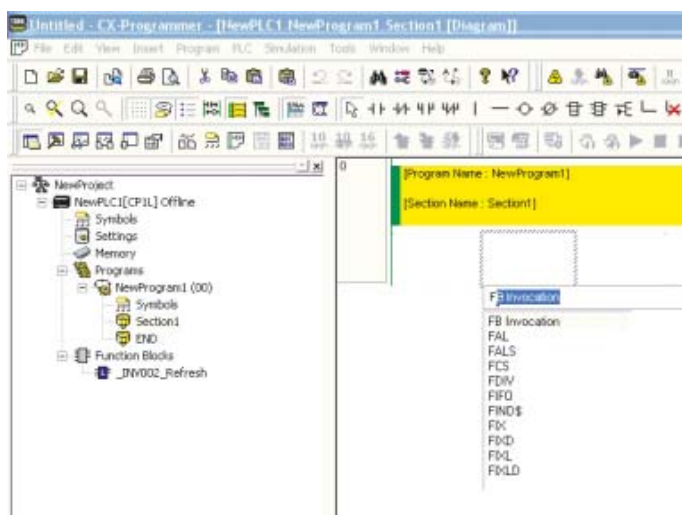 Untitled - CX-Programmer - [NewPLC1.NewProgram1.Section1 [Diagram]]
File Edit View Insert Program PLC Simulation Tools Window Help
NewProject
NewPLC1[CP1L] Offline
Symbols
Settings
Memory
Programs
NewProgram1 (00)
Symbols
Section1
END
Function Blocks
_INV002_Refresh
0
[Program Name : NewProgram1]
[Section Name : Section1]
FB Invocation
FB Invocation
FAL
FALS
FCS
FDIV
FIFO
FIND$
FIX
FIXD
FIXL
FIXLD